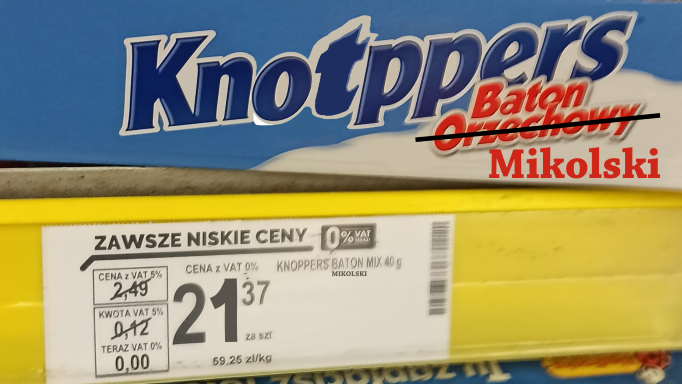 Knotppers
Baton
Orzechowy
Mikolski
ZAWSZE NISKIE CENY 0% VAT
CENA z VAT 5%
2,49
KWOTA VAT 5%
0,12
TERAZ VAT 0%
0,00
CENA z VAT 0%
21 37
za szt
59.25 zł/kg
KNOPPERS BATON MIX 40 g
MIKOLSKI